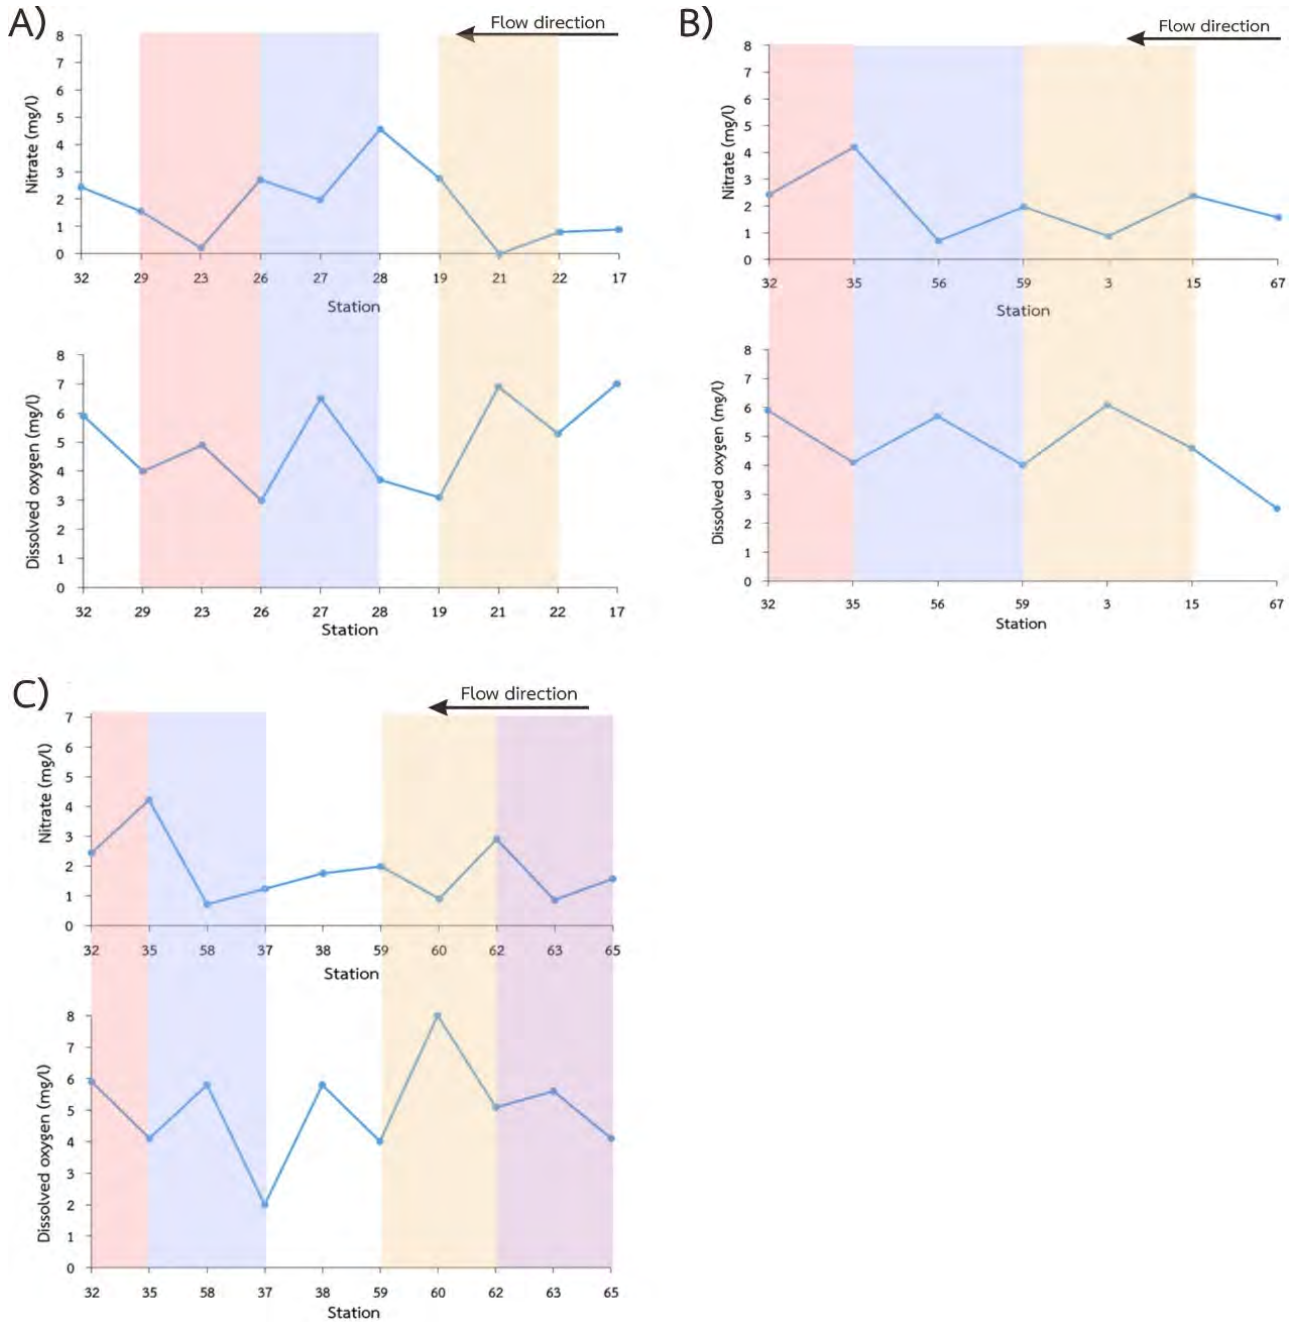 A)
Flow direction
8
7
6
5
4
3
2
1
0
Nitrate (mg/l)
32 29 23 26 27 28 19 21 22 17
Station
8
7
6
5
4
3
2
1
0
Dissolved oxygen (mg/l)
32 29 23 26 27 28 19 21 22 17
Station
B)
Flow direction
8
7
6
5
4
3
2
1
0
Nitrate (mg/l)
32 35 56 59 3 15 67
Station
8
7
6
5
4
3
2
1
0
Dissolved oxygen (mg/l)
32 35 56 59 3 15 67
Station
C)
Flow direction
7
6
5
4
3
2
1
0
Nitrate (mg/l)
32 35 58 37 38 59 60 62 63 65
Station
8
7
6
5
4
3
2
1
0
Dissolved oxygen (mg/l)
32 35 58 37 38 59 60 62 63 65
Station